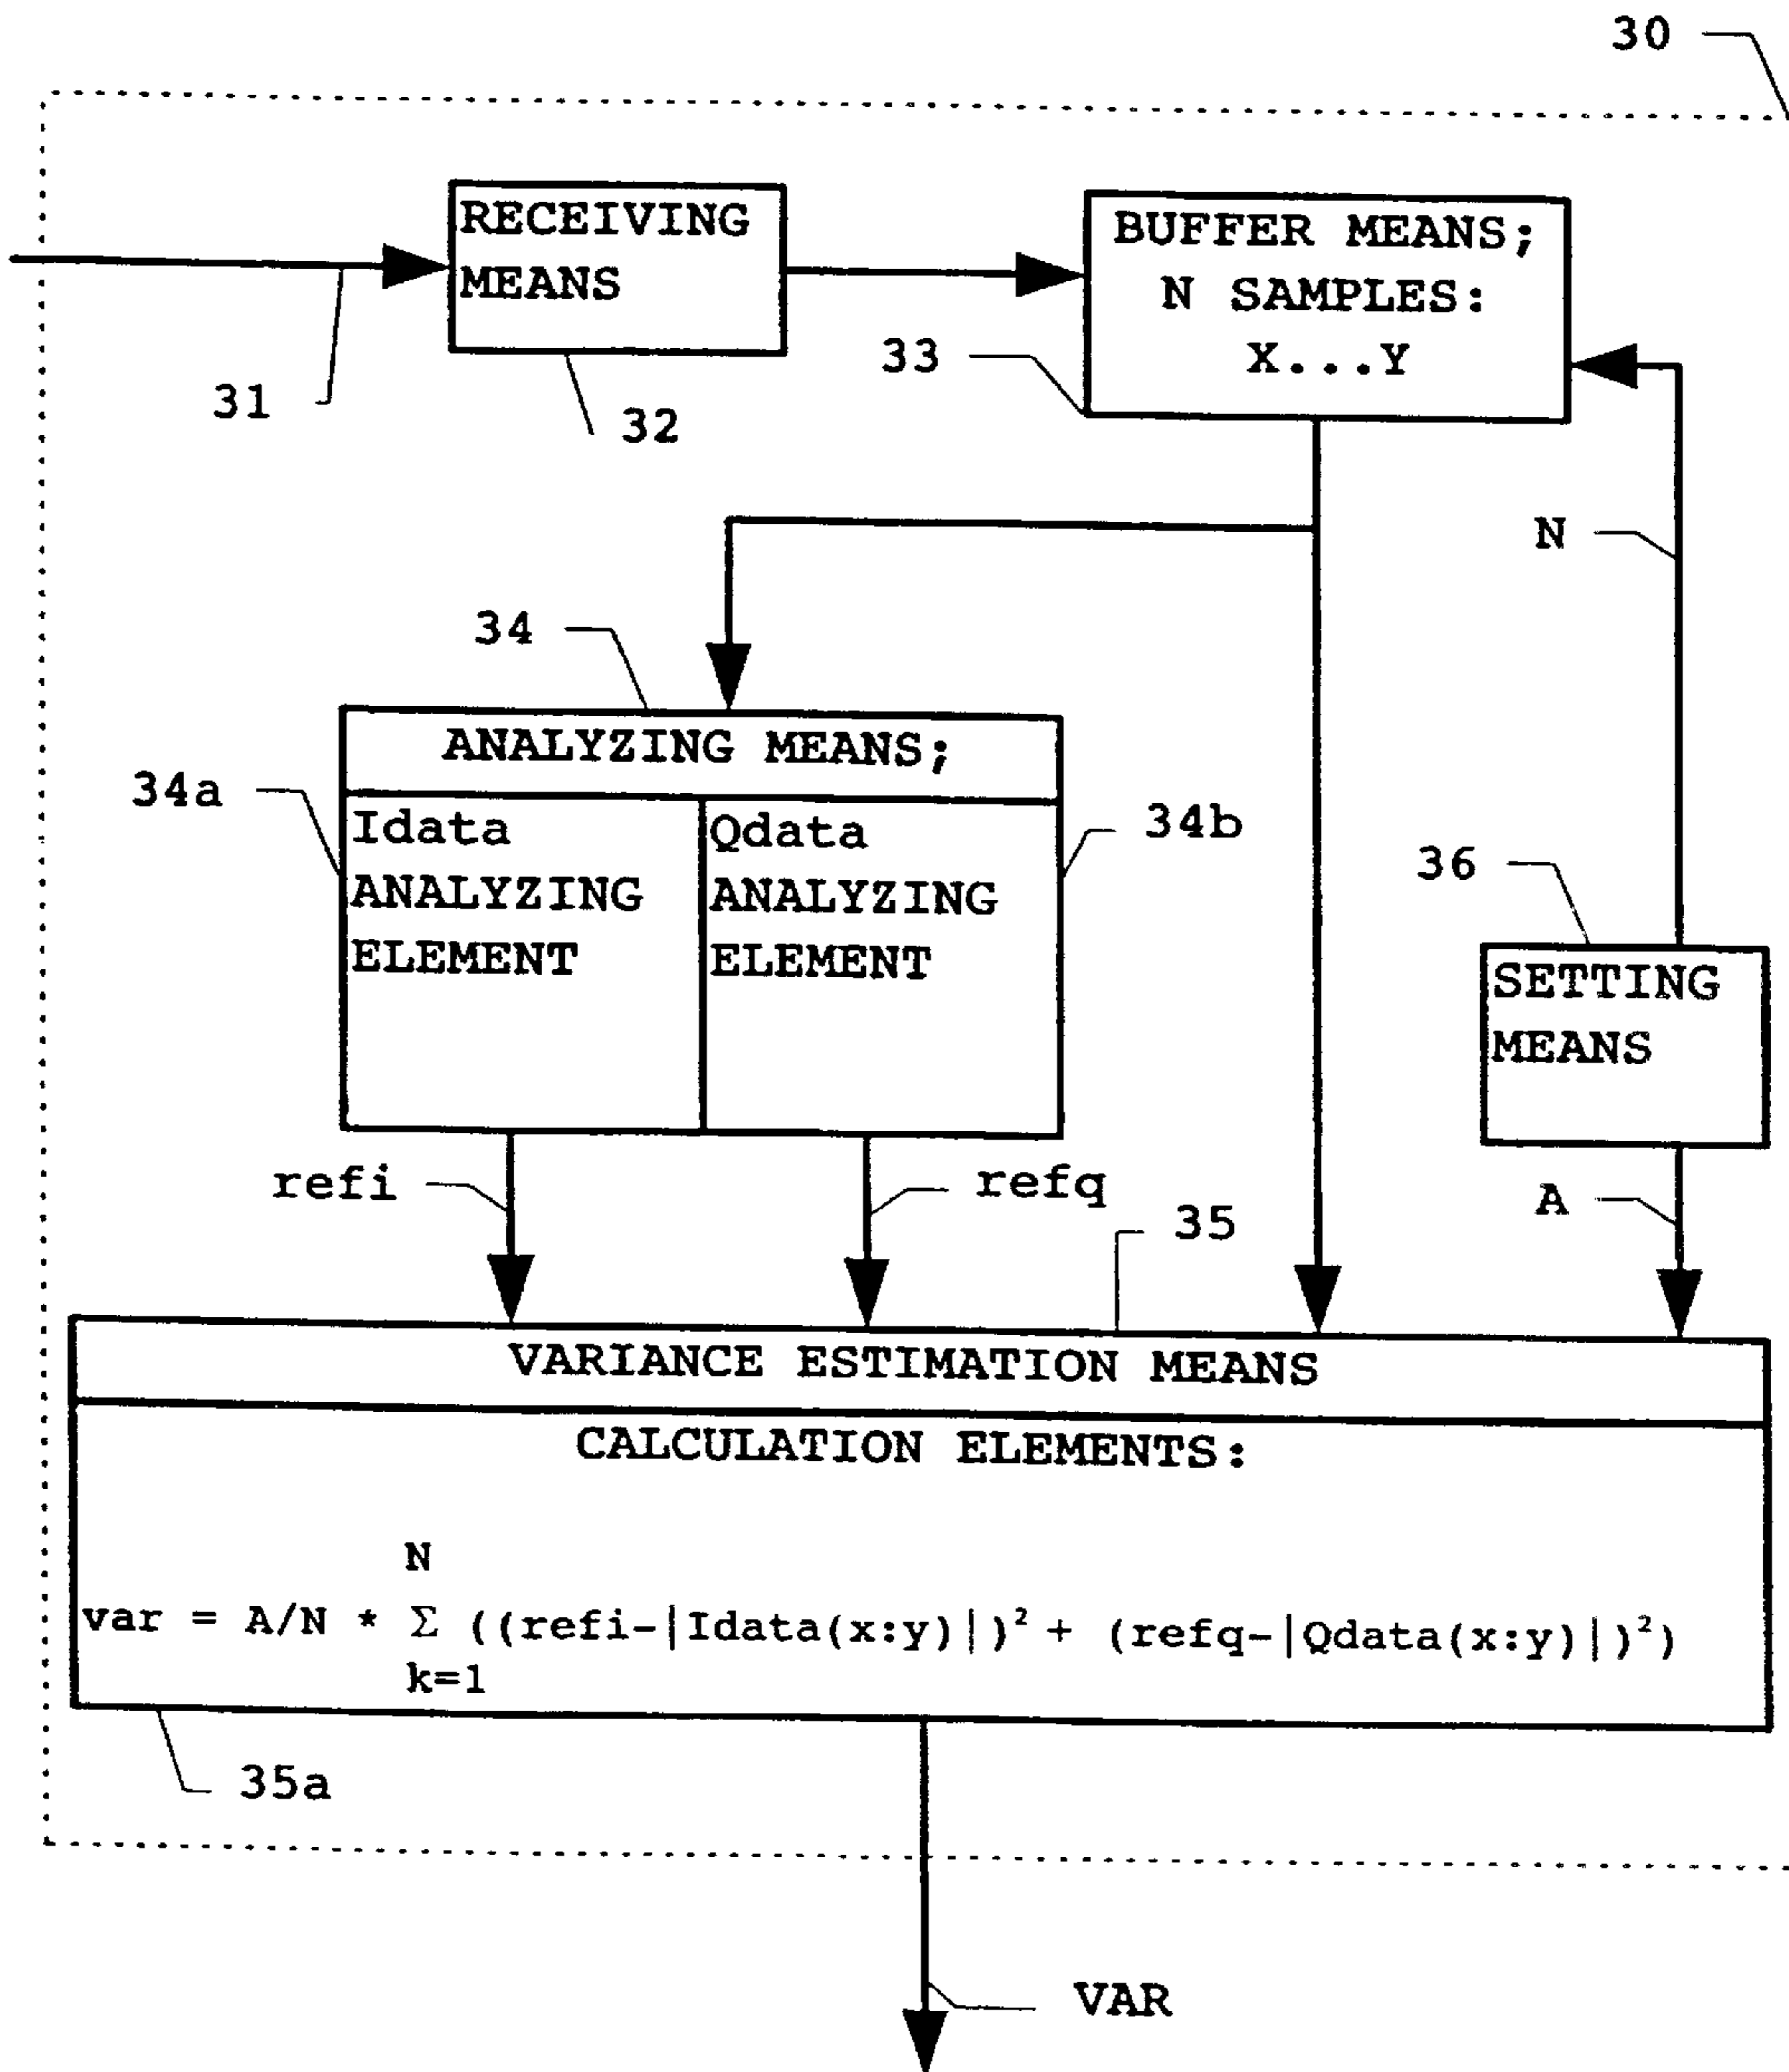 30
RECEIVING
MEANS
BUFFER MEANS;
N SAMPLES:
X...Y
31
32
33
N
34
ANALYZING MEANS;
34a
Idata
ANALYZING
ELEMENT
Qdata
ANALYZING
ELEMENT
34b
36
SETTING
MEANS
refi
refq
A
35
VARIANCE ESTIMATION MEANS
CALCULATION ELEMENTS:
N
var = A/N * Σ ((refi-|Idata(x:y)|)² + (refq-|Qdata(x:y)|)²)
k=1
35a
VAR